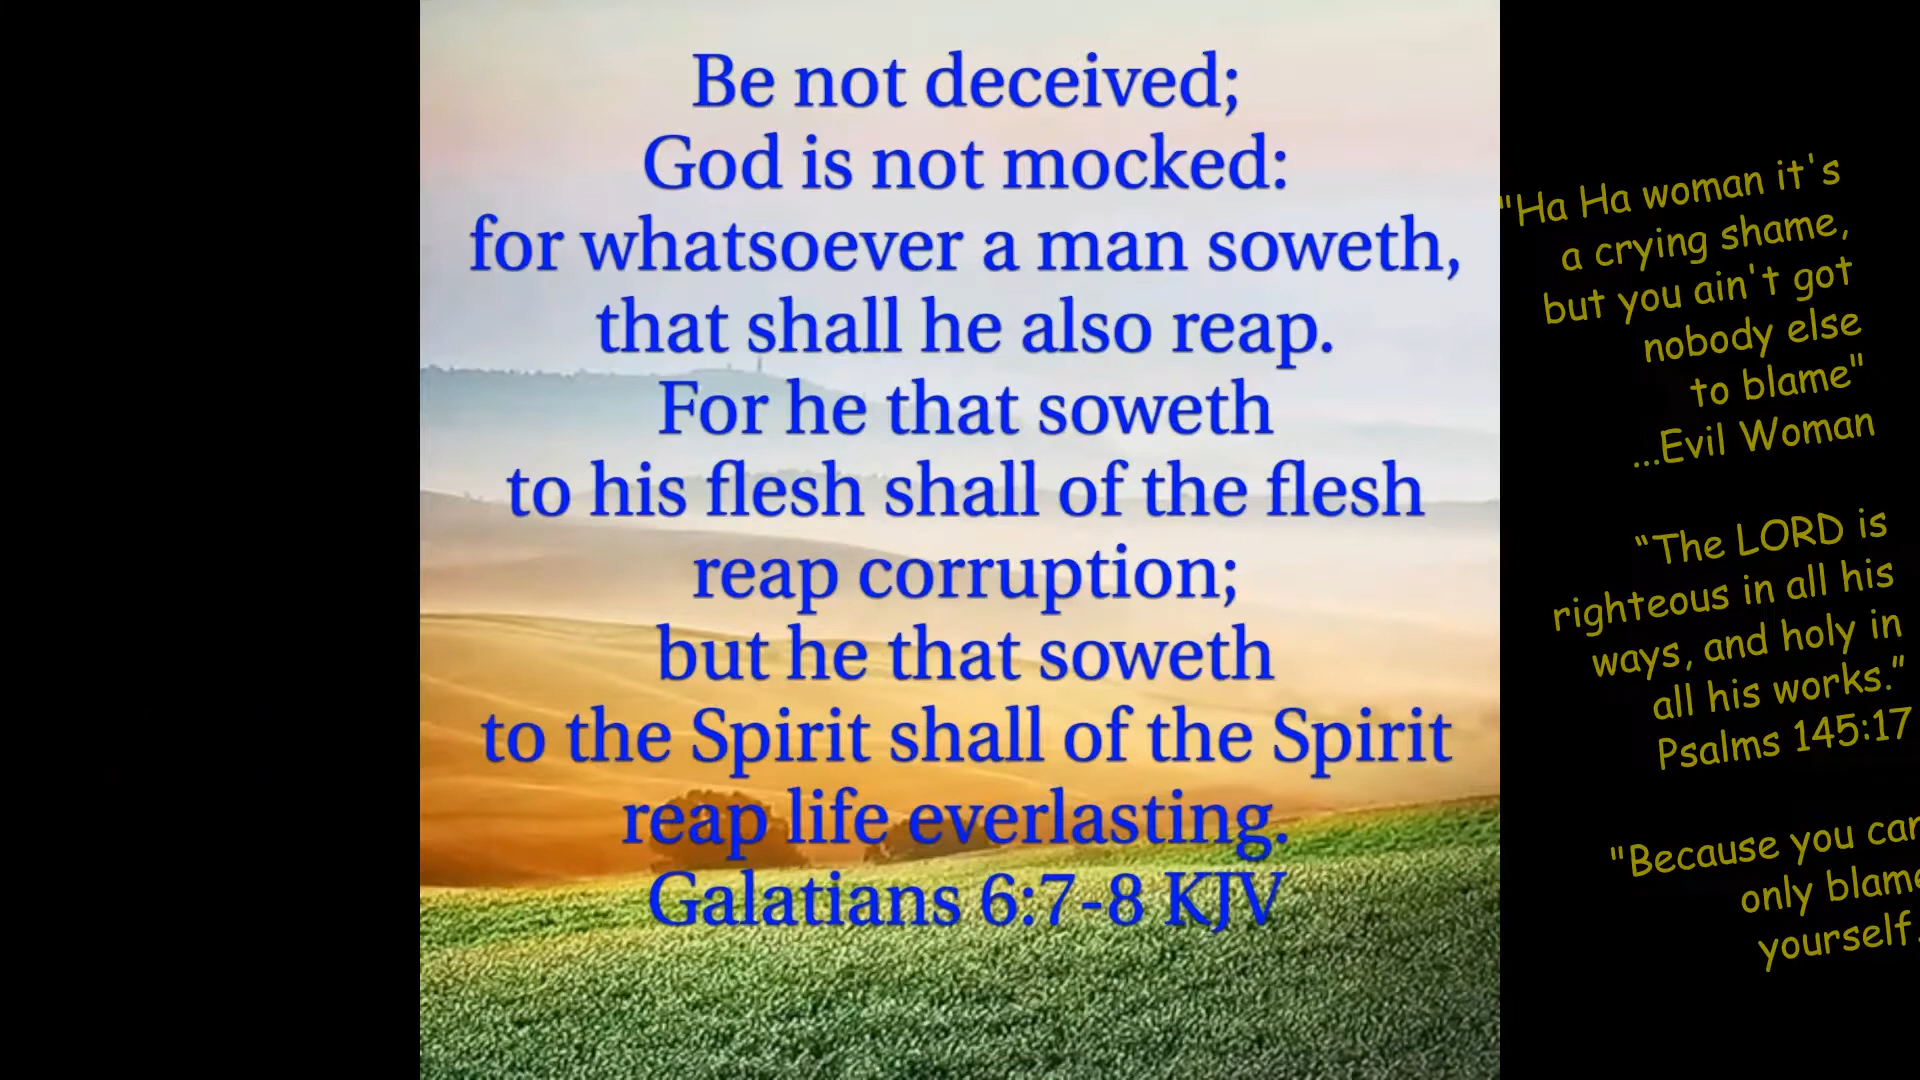 Be not deceived;
God is not mocked:
for whatsoever a man soweth,
that shall he also reap.
For he that soweth
to his flesh shall of the flesh
reap corruption;
but he that soweth
to the Spirit shall of the Spirit
reap life everlasting.
Galatians 6:7-8 KJV
"Ha Ha woman it's
a crying shame,
but you ain't got
nobody else
to blame"
...Evil Woman
“The LORD is
righteous in all his
ways, and holy in
all his works.”
Psalms 145:17
"Because you can
only blame
yourself.